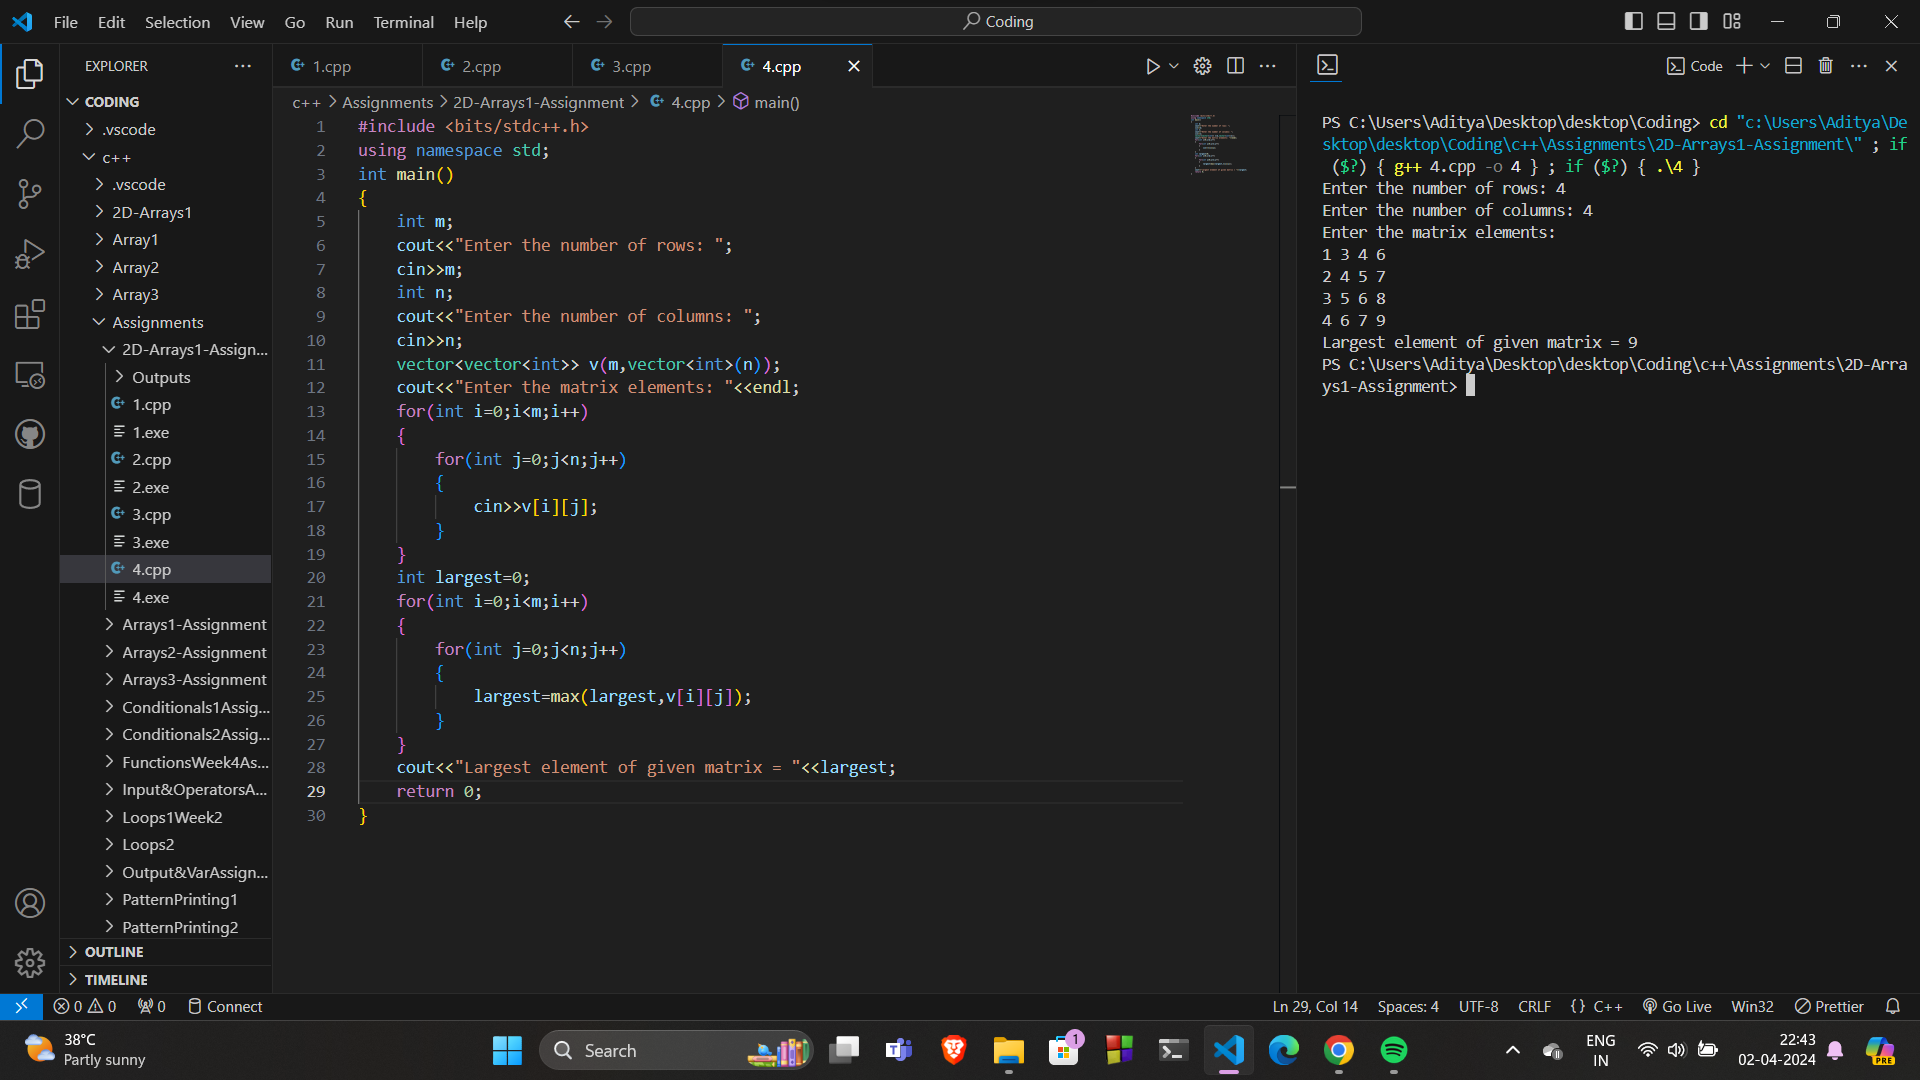 File Edit Selection View Go Run Terminal Help
Coding
EXPLORER
CODING
.vscode
c++
.vscode
2D-Arrays1
Array1
Array2
Array3
Assignments
2D-Arrays1-Assign...
Outputs
1.cpp
1.exe
2.cpp
2.exe
3.cpp
3.exe
4.cpp
4.exe
Arrays1-Assignment
Arrays2-Assignment
Arrays3-Assignment
Conditionals1Assig...
Conditionals2Assig...
FunctionsWeek4As...
Input&OperatorsA...
Loops1Week2
Loops2
Output&VarAssign...
PatternPrinting1
PatternPrinting2
OUTLINE
TIMELINE
1.cpp 2.cpp 3.cpp 4.cpp
c++ > Assignments > 2D-Arrays1-Assignment > 4.cpp > main()
1 #include <bits/stdc++.h>
2 using namespace std;
3 int main()
4 {
5 int m;
6 cout<<"Enter the number of rows: ";
7 cin>>m;
8 int n;
9 cout<<"Enter the number of columns: ";
10 cin>>n;
11 vector<vector<int>> v(m,vector<int>(n));
12 cout<<"Enter the matrix elements: "<<endl;
13 for(int i=0;i<m;i++)
14 {
15 for(int j=0;j<n;j++)
16 {
17 cin>>v[i][j];
18 }
19 }
20 int largest=0;
21 for(int i=0;i<m;i++)
22 {
23 for(int j=0;j<n;j++)
24 {
25 largest=max(largest,v[i][j]);
26 }
27 }
28 cout<<"Largest element of given matrix = "<<largest;
29 return 0;
30 }
Code
PS C:\Users\Aditya\Desktop\desktop\Coding> cd "c:\Users\Aditya\De
sktop\desktop\Coding\c++\Assignments\2D-Arrays1-Assignment\" ; if
($?) { g++ 4.cpp -o 4 } ; if ($?) { .\4 }
Enter the number of rows: 4
Enter the number of columns: 4
Enter the matrix elements:
1 3 4 6
2 4 5 7
3 5 6 8
4 6 7 9
Largest element of given matrix = 9
PS C:\Users\Aditya\Desktop\desktop\Coding\c++\Assignments\2D-Arra
ys1-Assignment>
0 0 0 Connect
Ln 29, Col 14 Spaces: 4 UTF-8 CRLF {} C++ Go Live Win32 Prettier
38°C
Partly sunny
Search
1
ENG
IN
22:43
02-04-2024
PRE